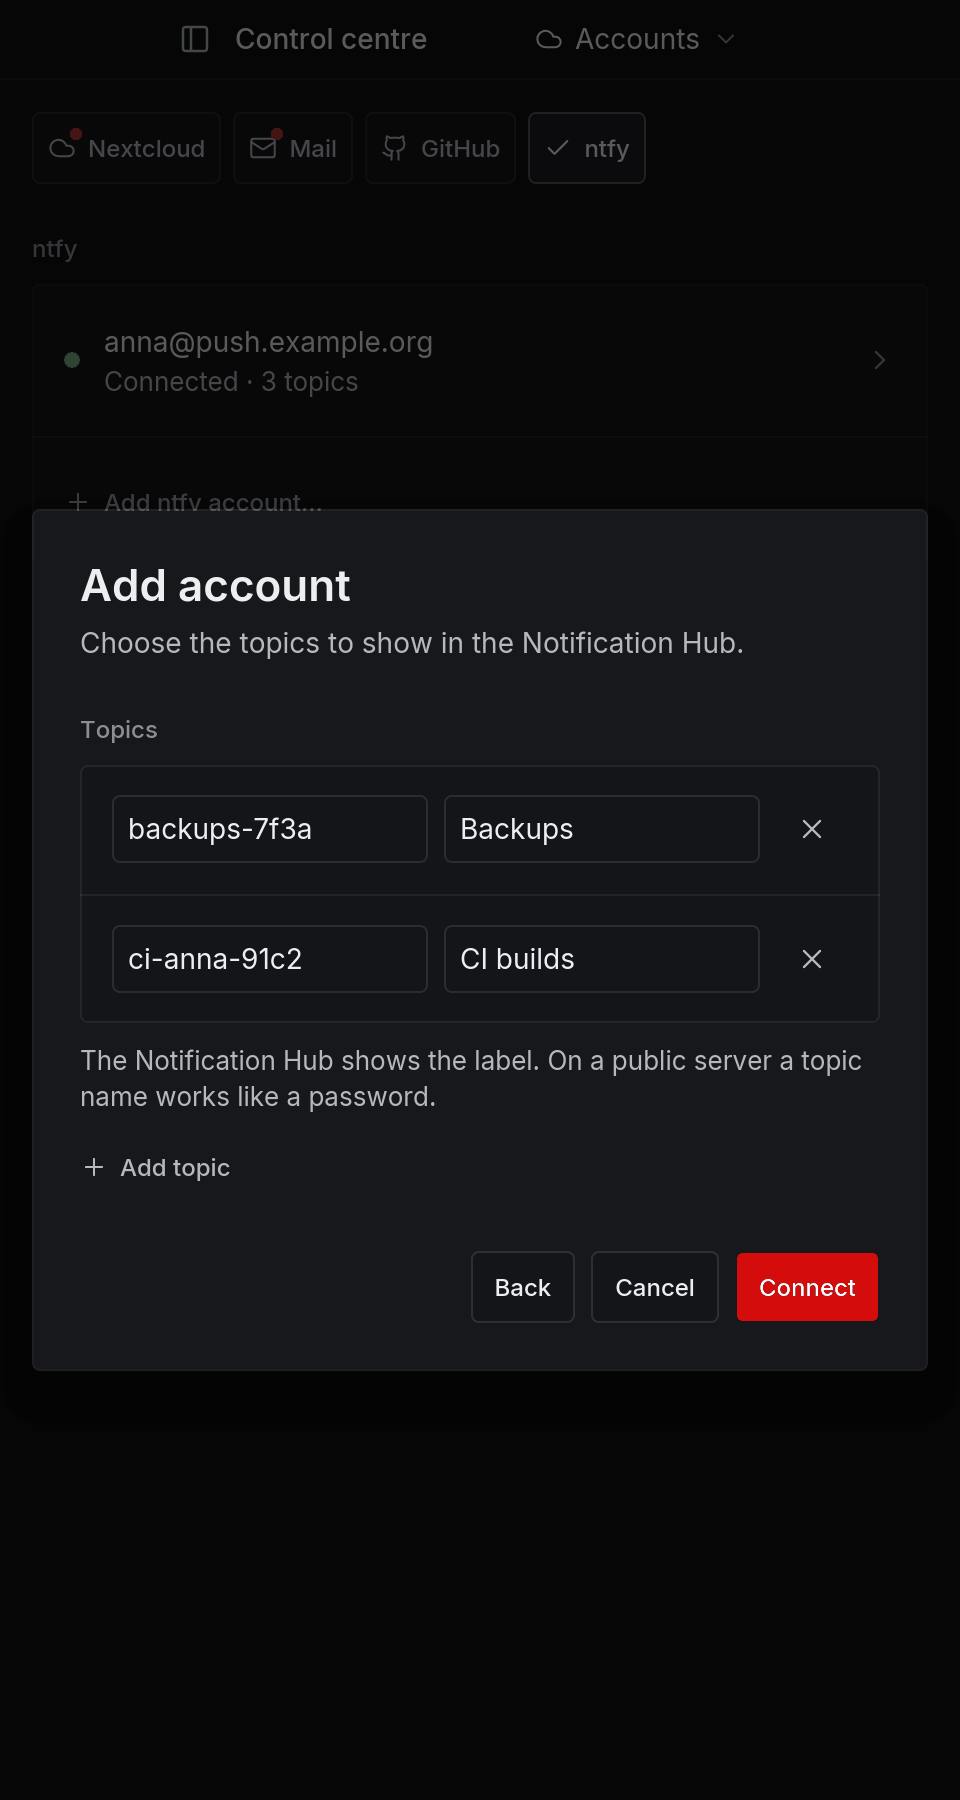 Control centre
Accounts
Nextcloud
Mail
GitHub
ntfy
ntfy
anna@push.example.org
Connected · 3 topics
Add ntfy account...
Add account
Choose the topics to show in the Notification Hub.
Topics
backups-7f3a
Backups
ci-anna-91c2
CI builds
The Notification Hub shows the label. On a public server a topic
name works like a password.
Add topic
Back
Cancel
Connect